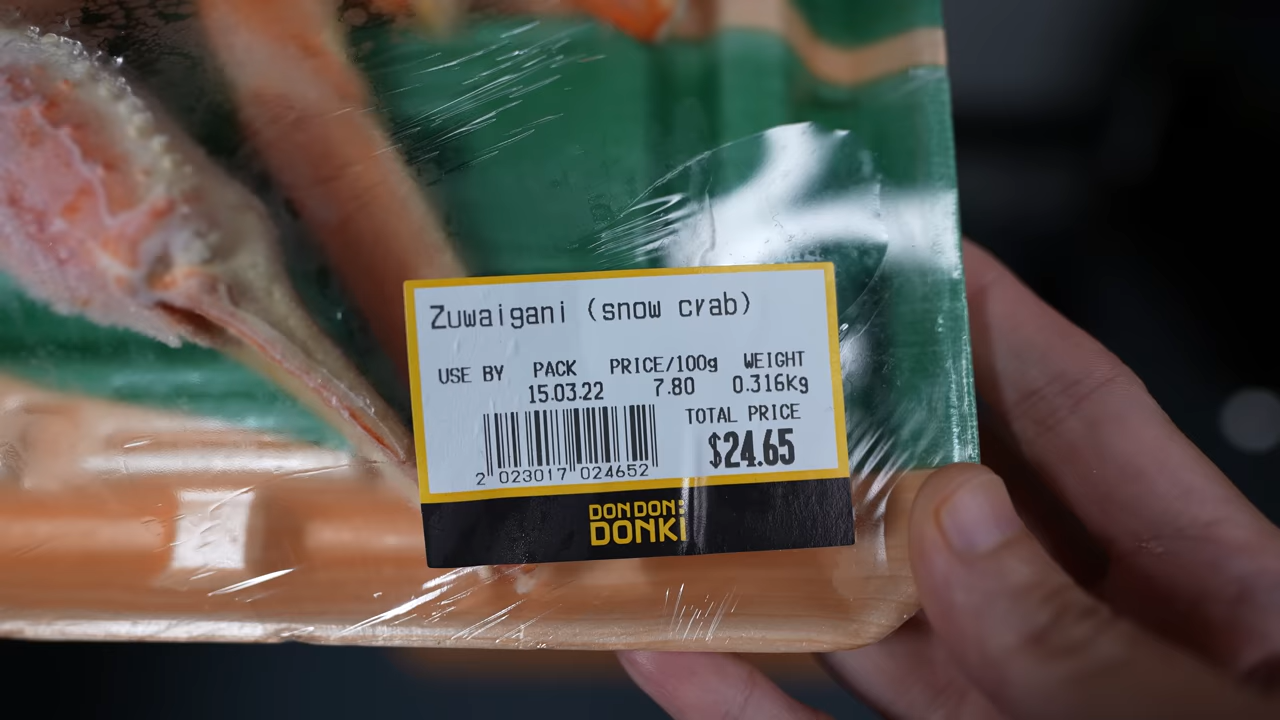 Zuwaigani (snow crab)
USE BY PACK PRICE/100g WEIGHT
15.03.22 7.80 0.316Kg
TOTAL PRICE
$24.65
2 023017 024652
DON DON:
DONKI